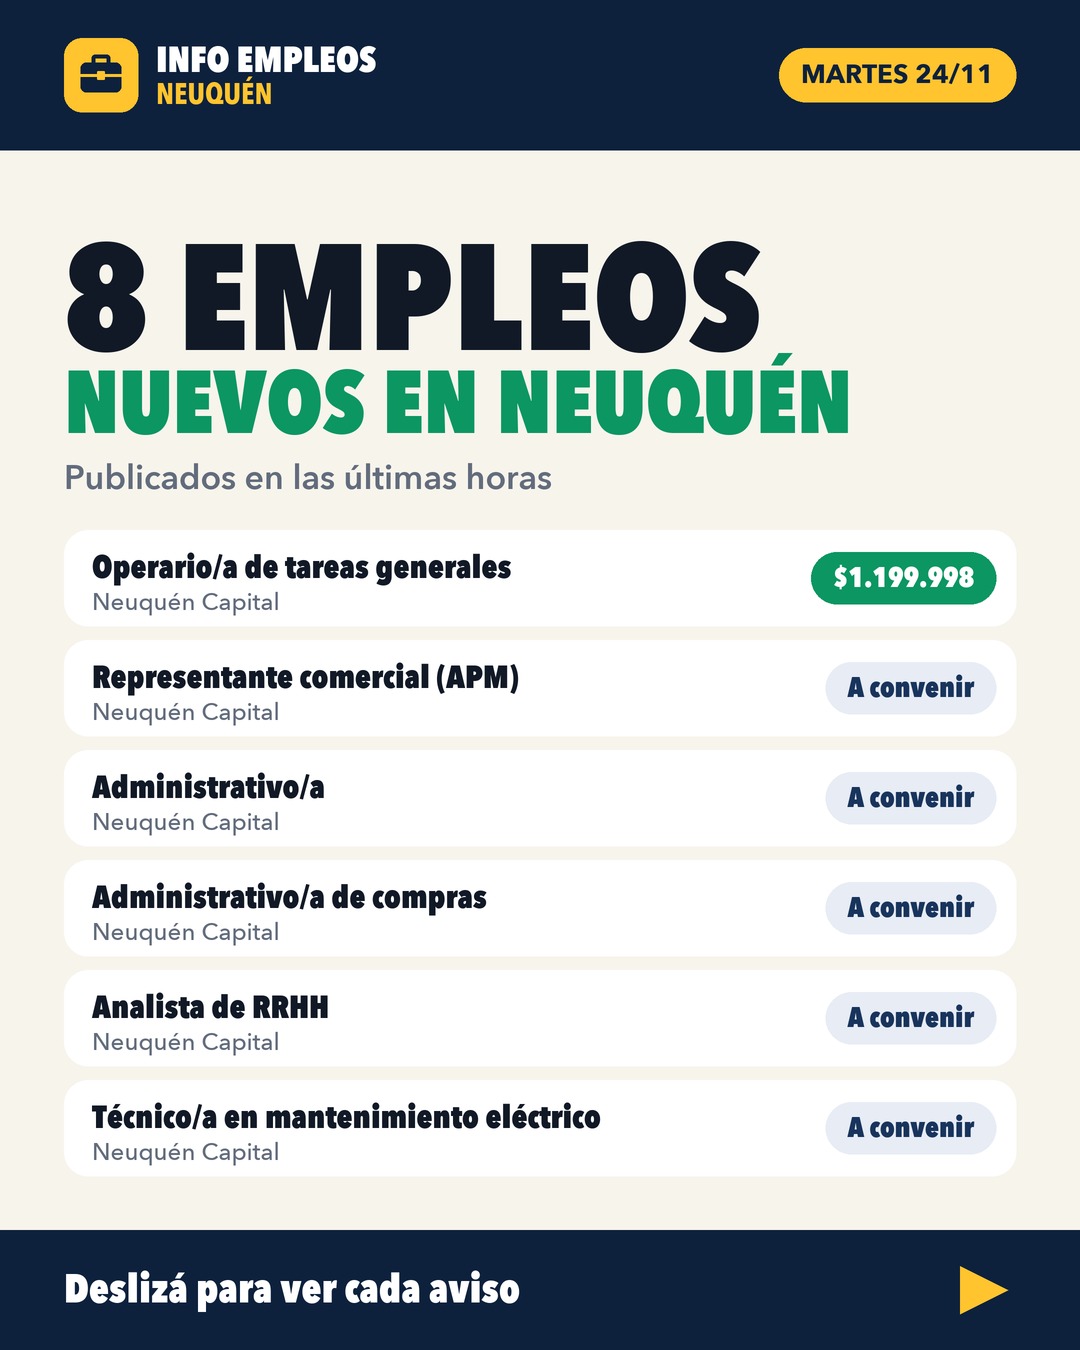 INFO EMPLEOS
NEUQUÉN
MARTES 24/11
8 EMPLEOS
NUEVOS EN NEUQUÉN
Publicados en las últimas horas
Operario/a de tareas generales
Neuquén Capital
$1.199.998
Representante comercial (APM)
Neuquén Capital
A convenir
Administrativo/a
Neuquén Capital
A convenir
Administrativo/a de compras
Neuquén Capital
A convenir
Analista de RRHH
Neuquén Capital
A convenir
Técnico/a en mantenimiento eléctrico
Neuquén Capital
A convenir
Deslizá para ver cada aviso